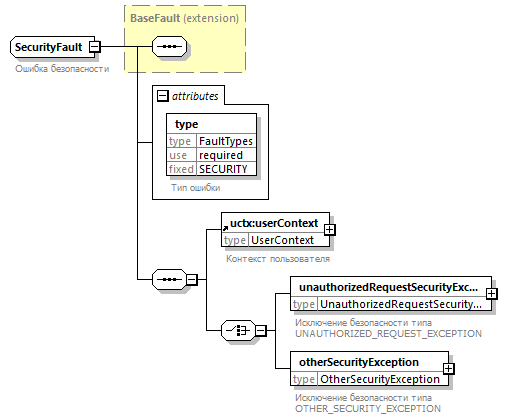 BaseFault (extension)
SecurityFault
Ошибка безопасности
attributes
type
type FaultTypes
use required
fixed SECURITY
Тип ошибки
uctx:userContext
type UserContext
Контекст пользователя
unauthorizedRequestSecurityExc...
type UnauthorizedRequestSecurity...
Исключение безопасности типа
UNAUTHORIZED_REQUEST_EXCEPTION
otherSecurityException
type OtherSecurityException
Исключение безопасности типа
OTHER_SECURITY_EXCEPTION